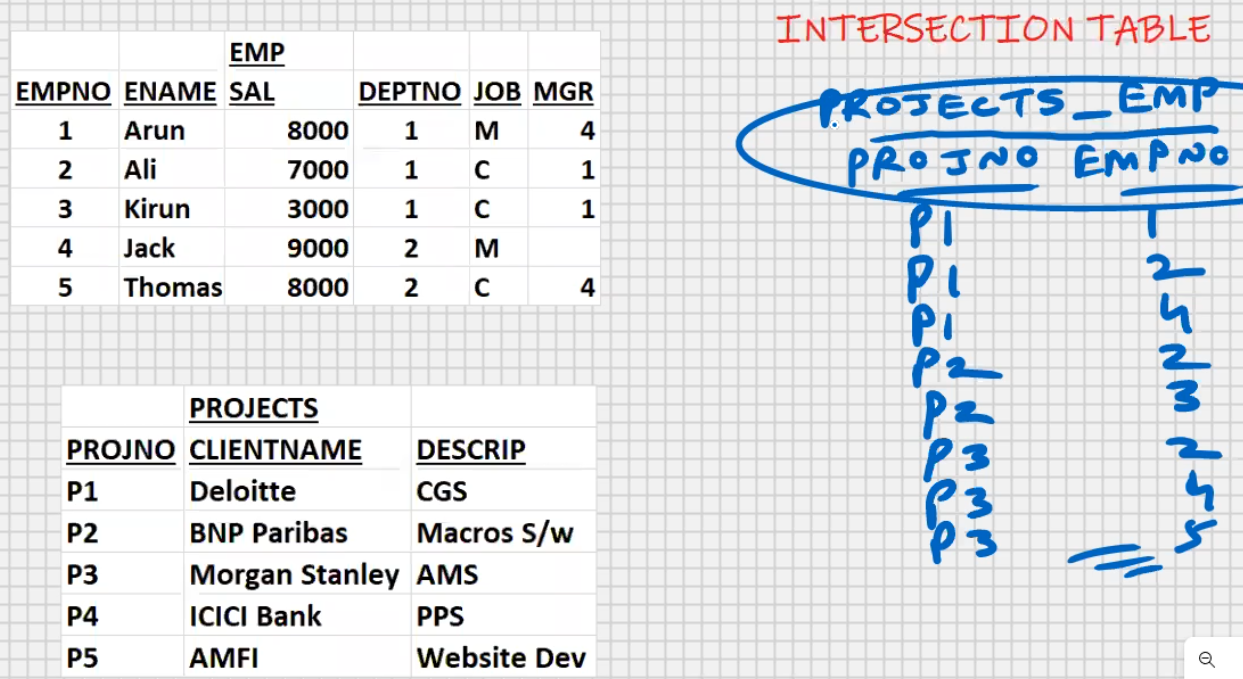 EMP
EMPNO ENAME SAL DEPTNO JOB MGR
1 Arun 8000 1 M 4
2 Ali 7000 1 C 1
3 Kirun 3000 1 C 1
4 Jack 9000 2 M
5 Thomas 8000 2 C 4
PROJECTS
PROJNO CLIENTNAME DESCRIP
P1 Deloitte CGS
P2 BNP Paribas Macros S/w
P3 Morgan Stanley AMS
P4 ICICI Bank PPS
P5 AMFI Website Dev
INTERSECTION TABLE
PROJECTS_EMP
PROJNO EMPNO
P1 1
P1 2
P1 4
P2 2
P2 3
P3 2
P3 4
P3 5